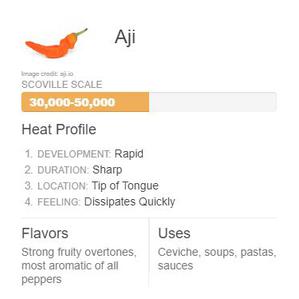 Aji
Image credit: aji.io
SCOVILLE SCALE
30,000-50,000
Heat Profile
1. DEVELOPMENT: Rapid
2. DURATION: Sharp
3. LOCATION: Tip of Tongue
4. FEELING: Dissipates Quickly
Flavors
Strong fruity overtones,
most aromatic of all
peppers
Uses
Ceviche, soups, pastas,
sauces